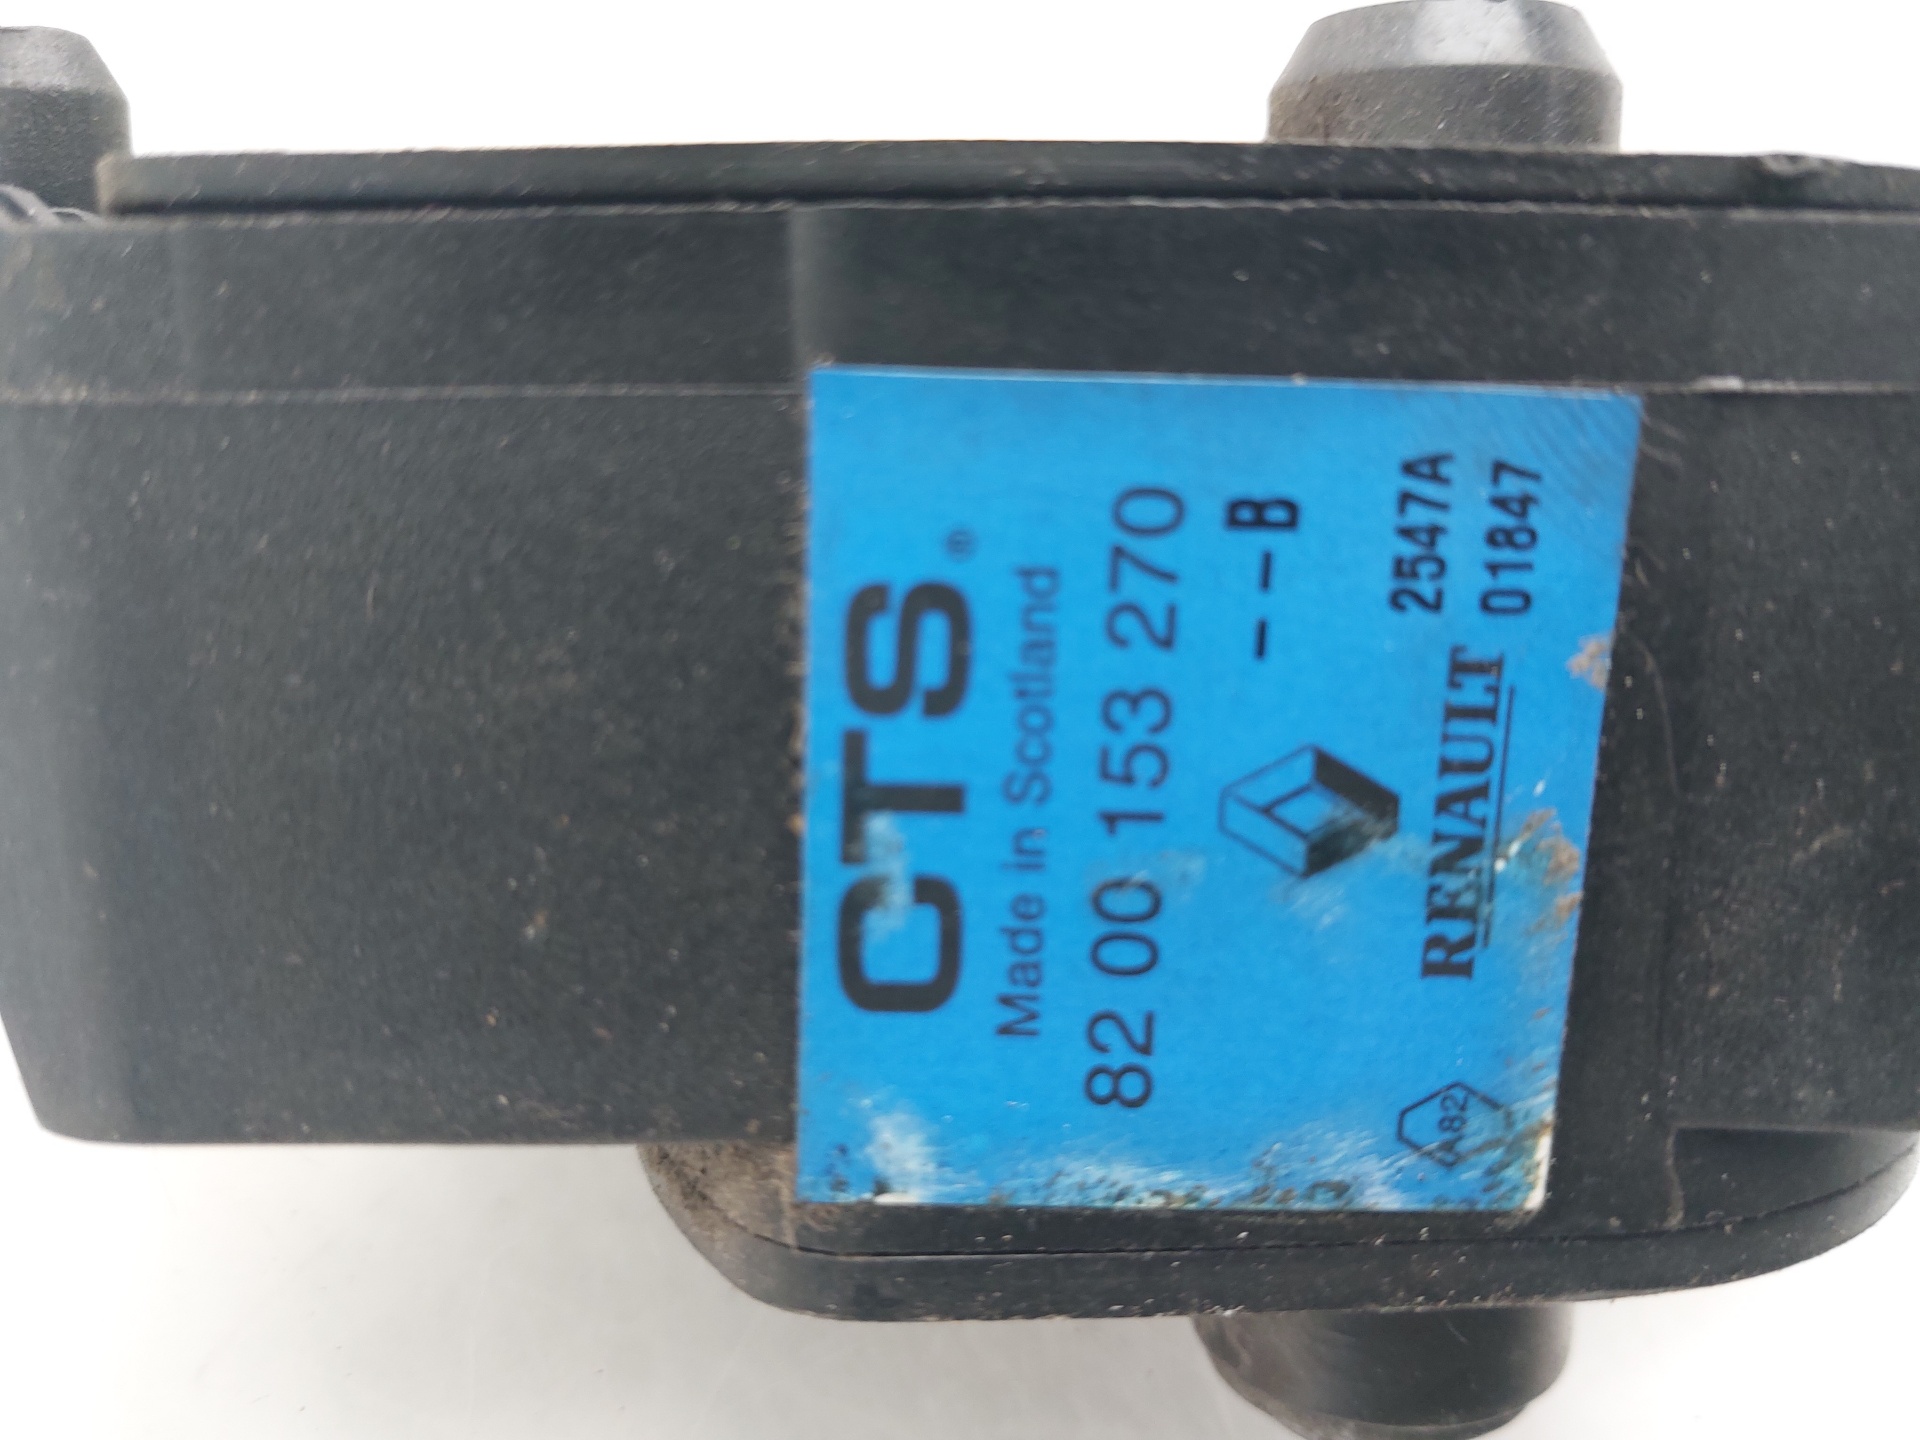 CTS®
Made in Scotland
82 00 153 270
- - B
RENAULT
2547A
01847
A82